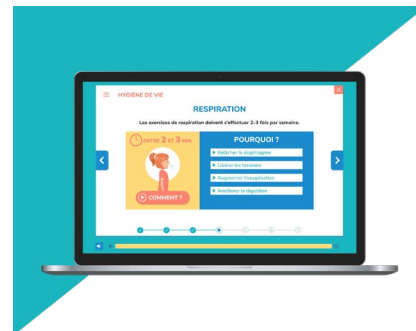 HYGIÈNE DE VIE
RESPIRATION
Les exercices de respiration doivent s'effectuer 2-3 fois par semaine.
ENTRE 2 ET 3 MIN.
COMMENT ?
POURQUOI ?
Relâcher le diaphragme
Libérer les tensions
Augmenter l'oxygénation
Améliorer la digestion